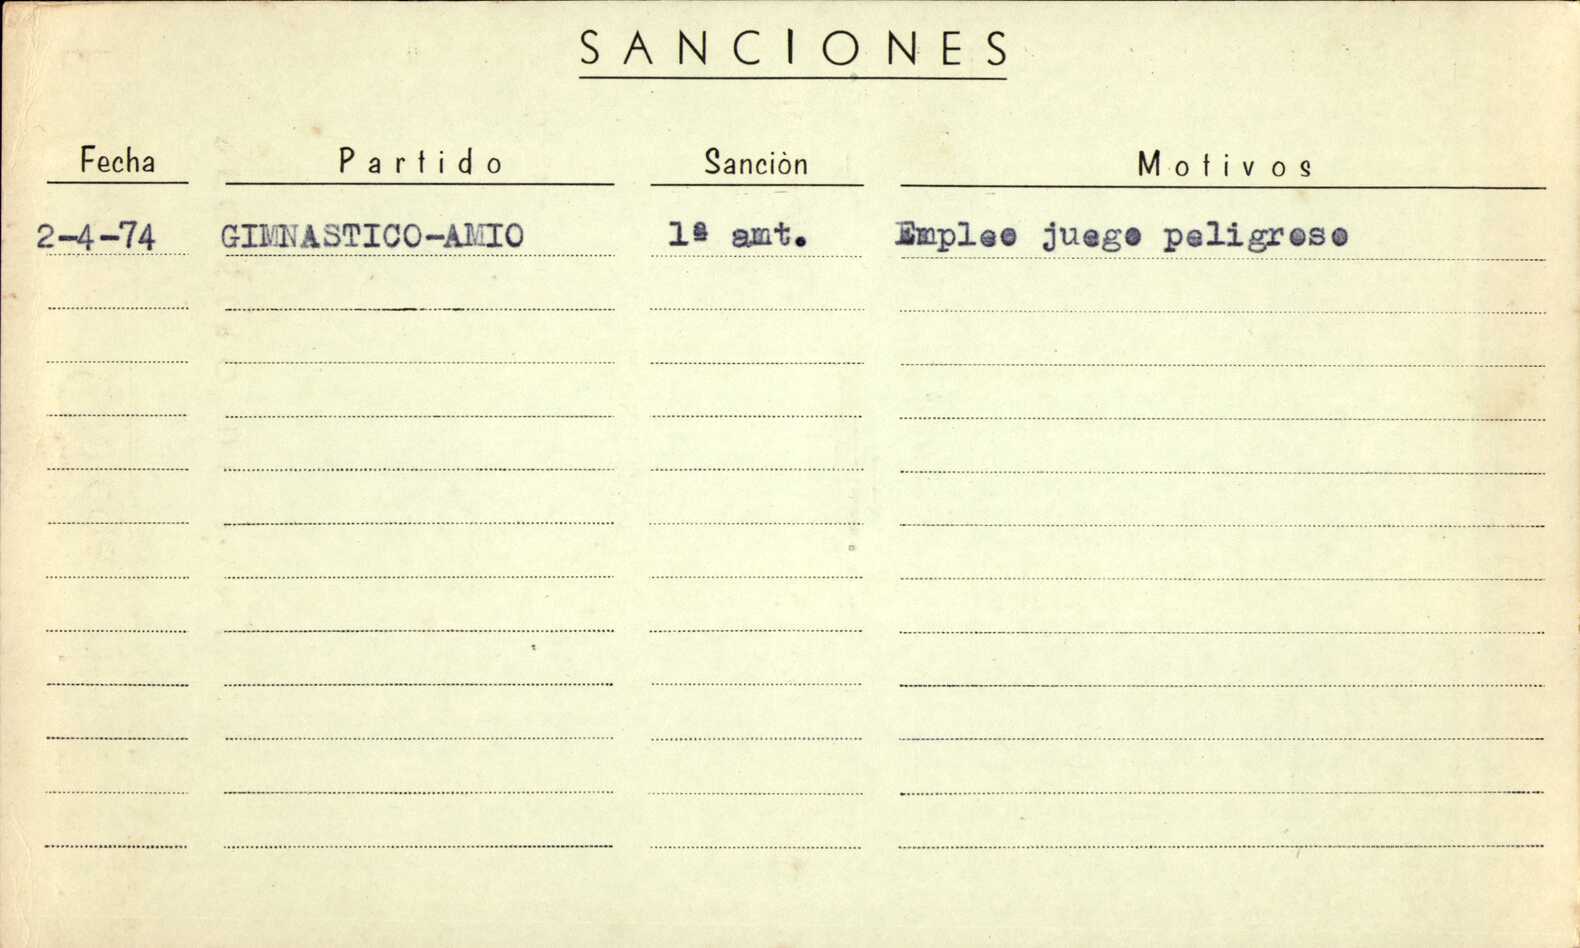 SANCIONES
Fecha Partido Sanciòn Motivos
2-4-74 GIMNASTICO-AMIO 1ª amt. Empleo juego peligroso